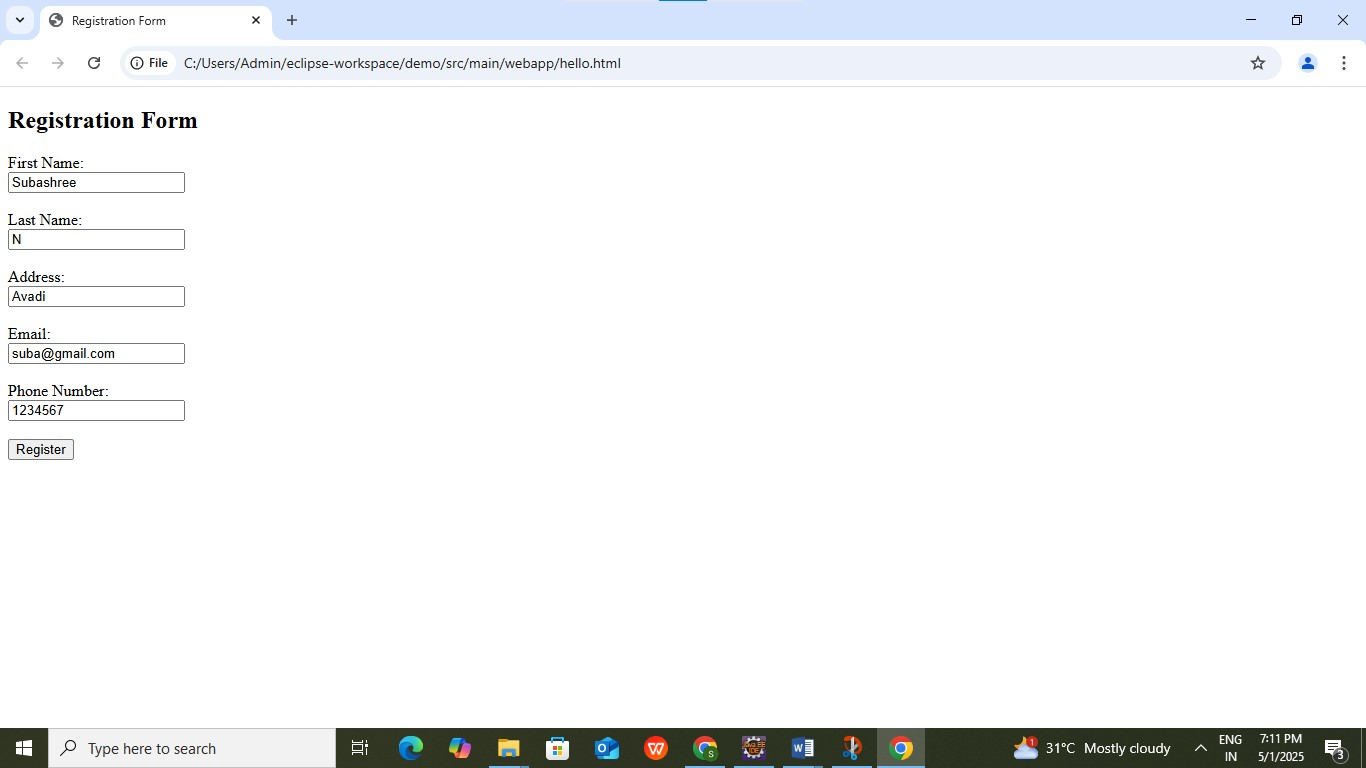 Registration Form
File C:/Users/Admin/eclipse-workspace/demo/src/main/webapp/hello.html
Registration Form
First Name:
Subashree
Last Name:
N
Address:
Avadi
Email:
suba@gmail.com
Phone Number:
1234567
Register
Type here to search
31°C Mostly cloudy
ENG
IN
7:11 PM
5/1/2025
3